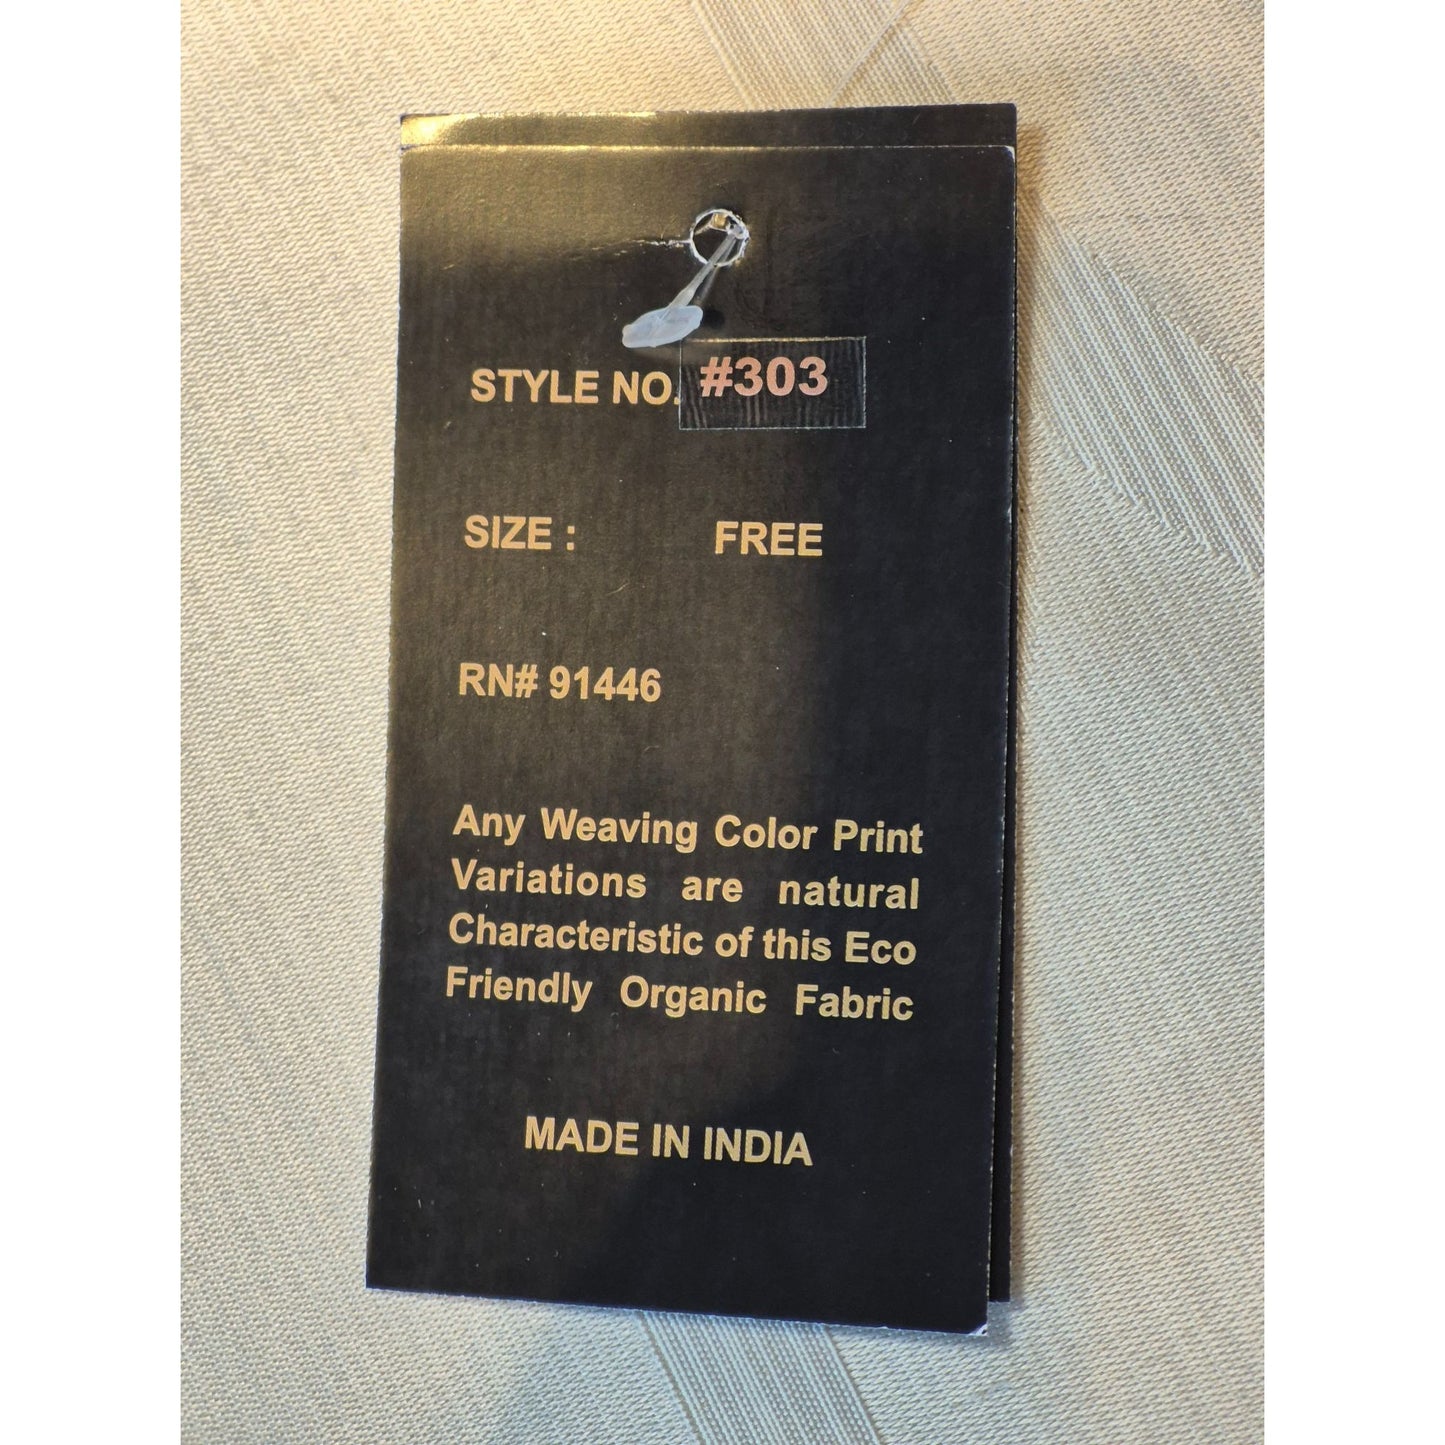 STYLE NO. #303
SIZE : FREE
RN# 91446
Any Weaving Color Print
Variations are natural
Characteristic of this Eco
Friendly Organic Fabric
MADE IN INDIA